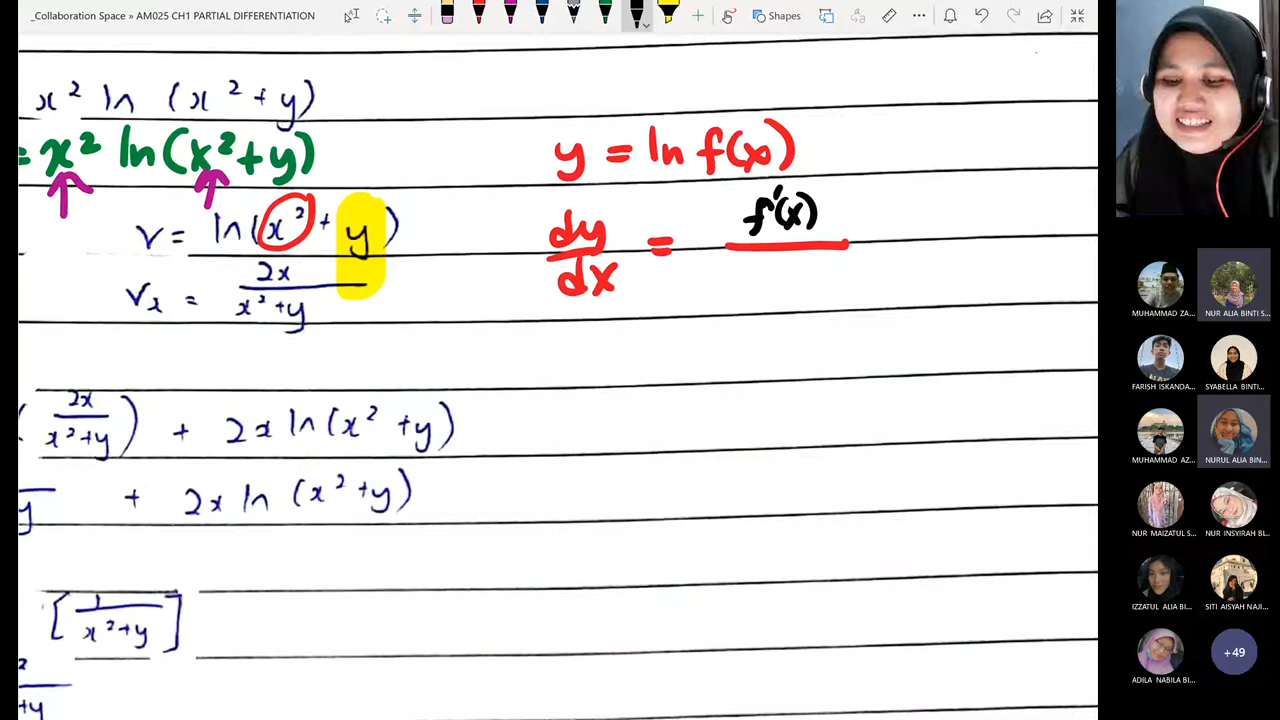 _Collaboration Space » AM025 CH1 PARTIAL DIFFERENTIATION
Shapes
x² ln (x² + y)
= x² ln(x²+y)
y = ln f(x)
v = ln(x² + y)
dy/dx = f'(x)
vx = 2x/(x² + y)
(2x/(x²+y)) + 2x ln(x² + y)
y + 2x ln (x² + y)
[1/(x²+y)]
2
+y
MUHAMMAD ZA...
NUR ALIA BINTI S...
FARISH ISKANDA...
SYABELLA BINTI...
MUHAMMAD AZ...
NURUL ALIA BIN...
NUR MAIZATUL S...
NUR INSYIRAH BI...
IZZATUL ALIA BI...
SITI AISYAH NAJI...
ADILA NABILA BI...
+49